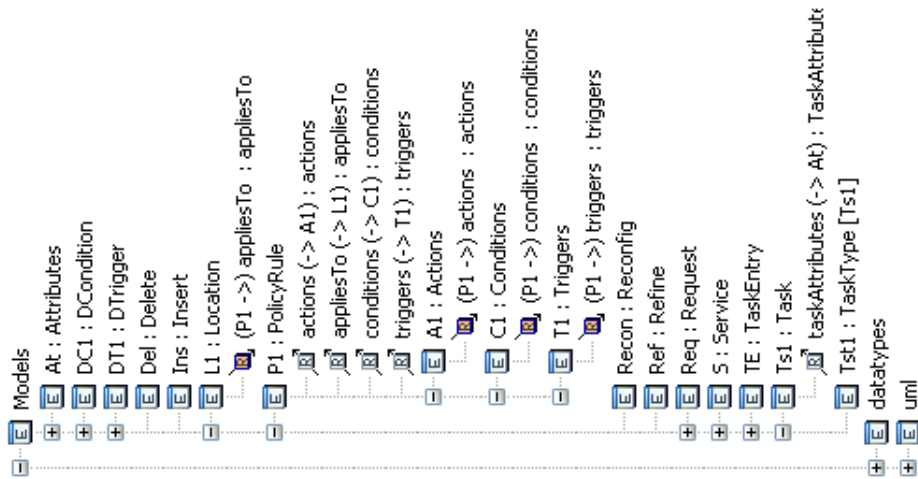 Models
At : Attributes
DC1 : DCondition
DT1 : DTrigger
Del : Delete
Ins : Insert
L1 : Location
(P1 ->) appliesTo : appliesTo
P1 : PolicyRule
actions (-> A1) : actions
appliesTo (-> L1) : appliesTo
conditions (-> C1) : conditions
triggers (-> T1) : triggers
A1 : Actions
(P1 ->) actions : actions
C1 : Conditions
(P1 ->) conditions : conditions
T1 : Triggers
(P1 ->) triggers : triggers
Recon : Reconfig
Ref : Refine
Req : Request
S : Service
TE : TaskEntry
Ts1 : Task
taskAttributes (-> At) : TaskAttribute
Tst1 : TaskType [Ts1]
datatypes
uml